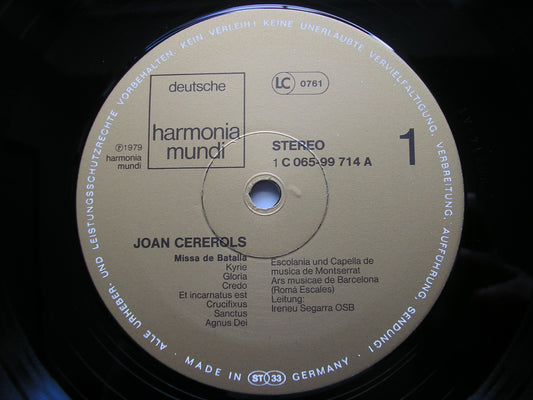 ALLE URHEBER- UND LEISTUNGSSCHUTZRECHTE VORBEHALTEN. KEIN VERLEIH! KEINE UNERLAUBTE VERVIELFÄLTIGUNG, VERBREITUNG, AUFFÜHRUNG, SENDUNG!
deutsche
harmonia
mundi
LC 0761
℗ 1979
harmonia
mundi
STEREO
1 C 065-99 714 A
1
JOAN CEREROLS
Missa de Batalla
Kyrie
Gloria
Credo
Et incarnatus est
Crucifixus
Sanctus
Agnus Dei
Escolania und Capella de
musica de Montserrat
Ars musicae de Barcelona
(Romà Escales)
Leitung:
Ireneu Segarra OSB
MADE IN ST 33 GERMANY